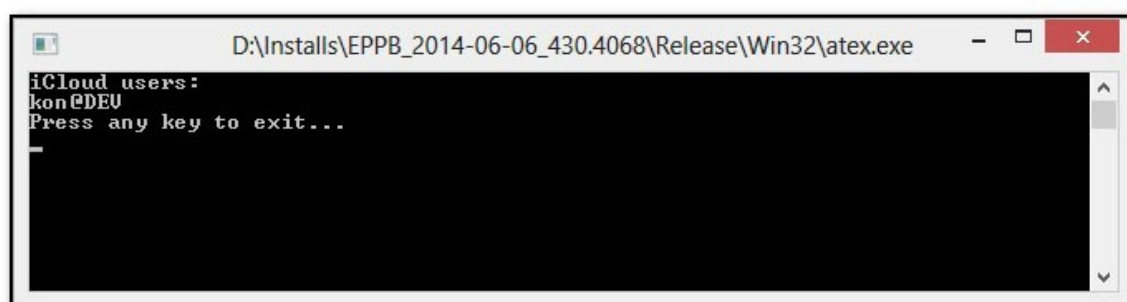 D:\Installs\EPPB_2014-06-06_430.4068\Release\Win32\atex.exe
iCloud users:
kon@DEV
Press any key to exit...